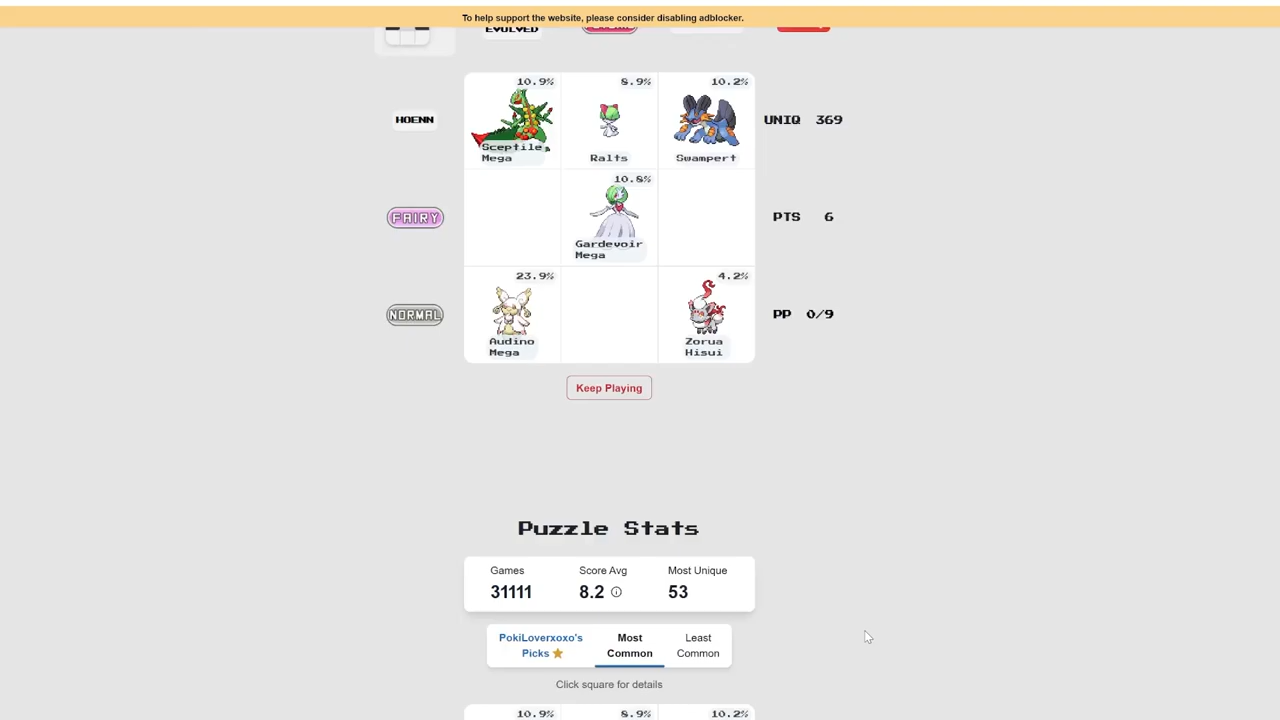 To help support the website, please consider disabling adblocker.
EVOLVED
10.9%
8.9%
10.2%
HOENN
Sceptile
Mega
Ralts
Swampert
UNIQ 369
10.8%
FAIRY
Gardevoir
Mega
PTS 6
23.9%
4.2%
NORMAL
Audino
Mega
Zorua
Hisui
PP 0/9
Keep Playing
Puzzle Stats
Games
Score Avg
Most Unique
31111
8.2
53
PokiLoverxoxo's
Picks
Most
Common
Least
Common
Click square for details
10.9%
8.9%
10.2%